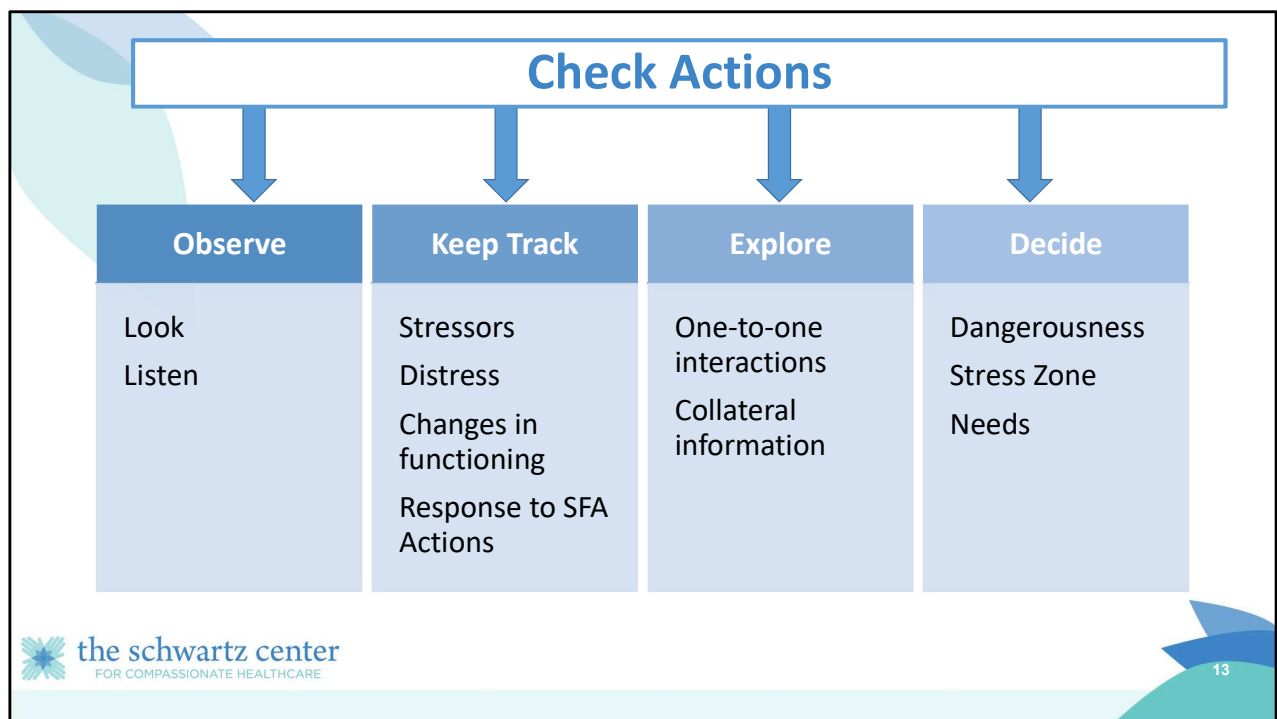 Check Actions
Observe
Look
Listen
Keep Track
Stressors
Distress
Changes in
functioning
Response to SFA
Actions
Explore
One-to-one
interactions
Collateral
information
Decide
Dangerousness
Stress Zone
Needs
the schwartz center
FOR COMPASSIONATE HEALTHCARE
13